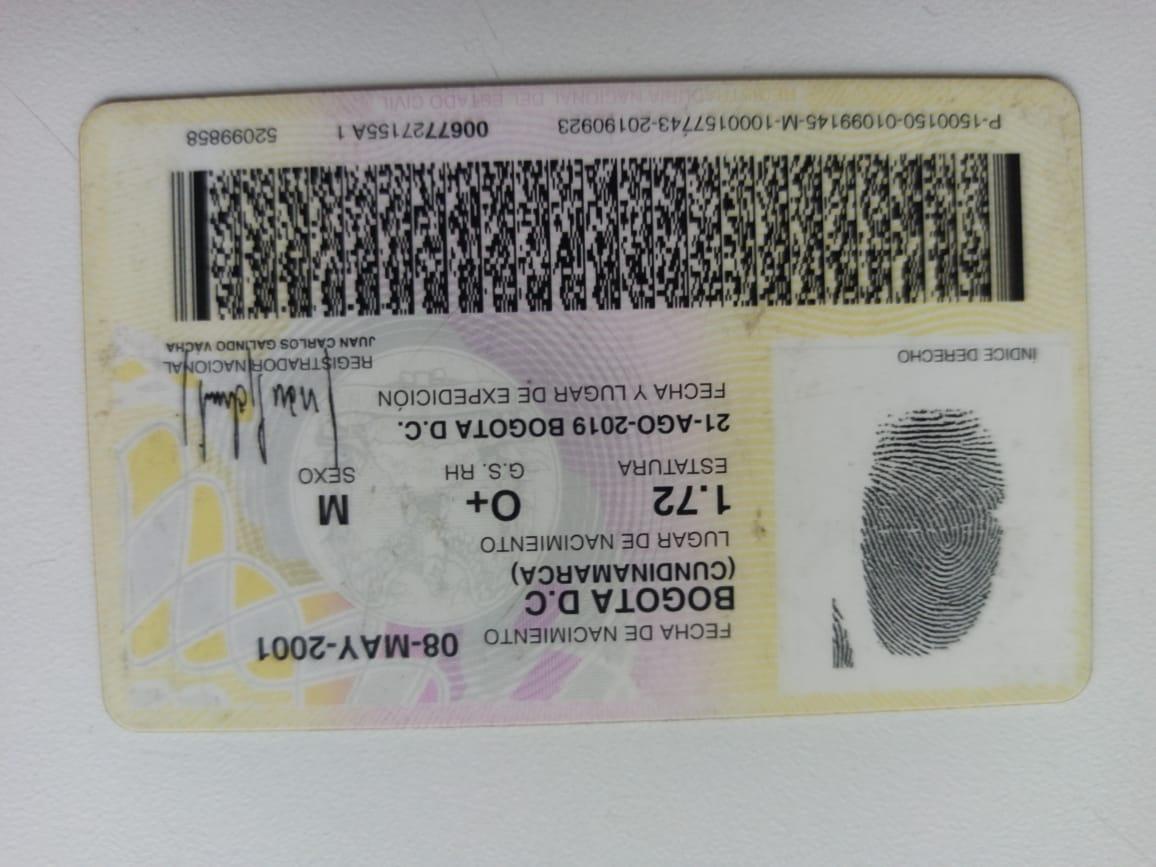 FECHA DE NACIMIENTO 08-MAY-2001
BOGOTA D.C
(CUNDINAMARCA)
LUGAR DE NACIMIENTO
1.72 O+ M
ESTATURA G.S. RH SEXO
21-AGO-2019 BOGOTA D.C.
FECHA Y LUGAR DE EXPEDICIÓN
INDICE DERECHO
REGISTRADOR NACIONAL
JUAN CARLOS GALINDO VÁCHA
P-1500150-01099145-M-1000157743-20190923 0067727155A 1 52099858
REGISTRADURIA NACIONAL DEL ESTADO CIVIL